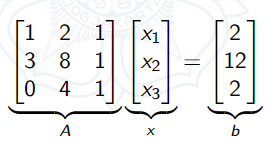 1 2 1 x₁ 2
3 8 1 x₂ = 12
0 4 1 x₃ 2
A x b